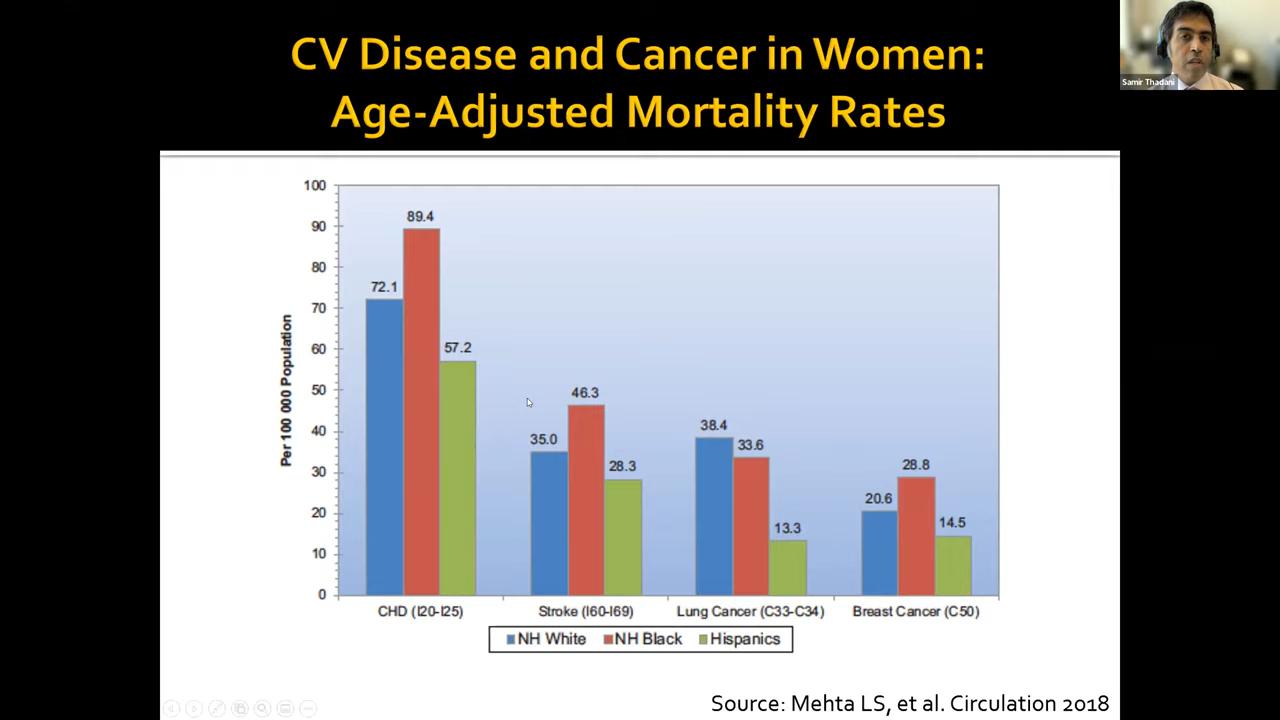 CV Disease and Cancer in Women:
Age-Adjusted Mortality Rates
Samir Thadani
Per 100 000 Population
100
90
80
70
60
50
40
30
20
10
0
72.1
89.4
57.2
35.0
46.3
28.3
38.4
33.6
13.3
20.6
28.8
14.5
CHD (I20-I25)
Stroke (I60-I69)
Lung Cancer (C33-C34)
Breast Cancer (C50)
NH White NH Black Hispanics
Source: Mehta LS, et al. Circulation 2018